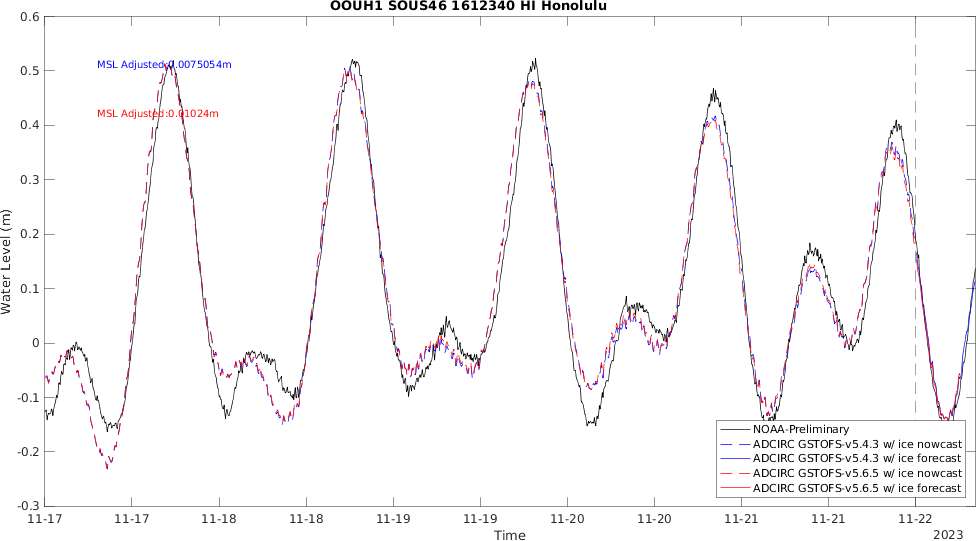 OOUH1 SOUS46 1612340 HI Honolulu
0.6
0.5
0.4
0.3
0.2
0.1
0
-0.1
-0.2
-0.3
Water Level (m)
MSL Adjusted:0.0075054m
MSL Adjusted:0.01024m
NOAA-Preliminary
ADCIRC GSTOFS-v5.4.3 w/ ice nowcast
ADCIRC GSTOFS-v5.4.3 w/ ice forecast
ADCIRC GSTOFS-v5.6.5 w/ ice nowcast
ADCIRC GSTOFS-v5.6.5 w/ ice forecast
11-17 11-17 11-18 11-18 11-19 11-19 11-20 11-20 11-21 11-21 11-22
Time
2023